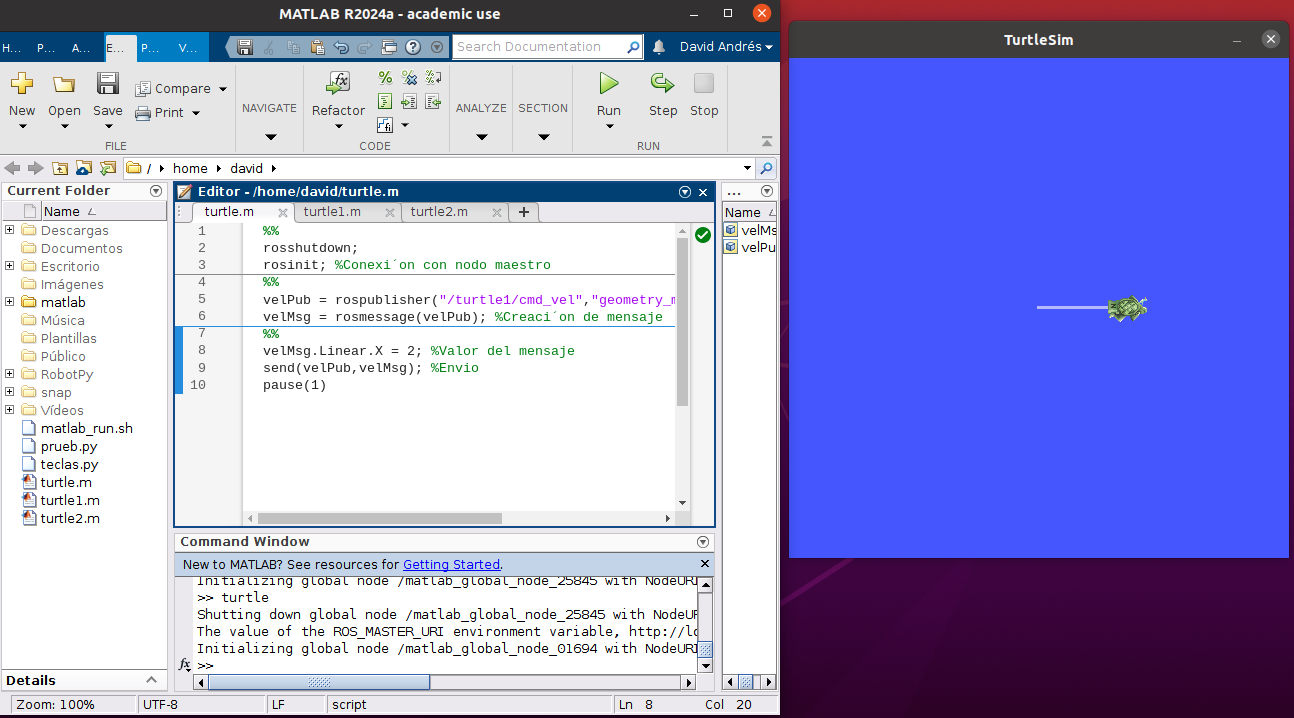 MATLAB R2024a - academic use
H... P... A... E... P... V...
Search Documentation
David Andrés
New
Open
Save
Compare
Print
FILE
NAVIGATE
Refactor
CODE
ANALYZE
SECTION
Run
Step
Stop
RUN
/ home david
Current Folder
Name
Descargas
Documentos
Escritorio
Imágenes
matlab
Música
Plantillas
Público
RobotPy
snap
Vídeos
matlab_run.sh
prueb.py
teclas.py
turtle.m
turtle1.m
turtle2.m
Details
Editor - /home/david/turtle.m
turtle.m turtle1.m turtle2.m +
1 %%
2 rosshutdown;
3 rosinit; %Conexi´on con nodo maestro
4 %%
5 velPub = rospublisher("/turtle1/cmd_vel","geometry_m
6 velMsg = rosmessage(velPub); %Creaci´on de mensaje
7 %%
8 velMsg.Linear.X = 2; %Valor del mensaje
9 send(velPub,velMsg); %Envio
10 pause(1)
...
Name
velMs
velPu
Command Window
New to MATLAB? See resources for Getting Started.
Initializing global node /matlab_global_node_25845 with NodeURI
>> turtle
Shutting down global node /matlab_global_node_25845 with NodeUR
The value of the ROS_MASTER_URI environment variable, http://lo
Initializing global node /matlab_global_node_01694 with NodeURI
fx >>
Zoom: 100% UTF-8 LF script Ln 8 Col 20
TurtleSim